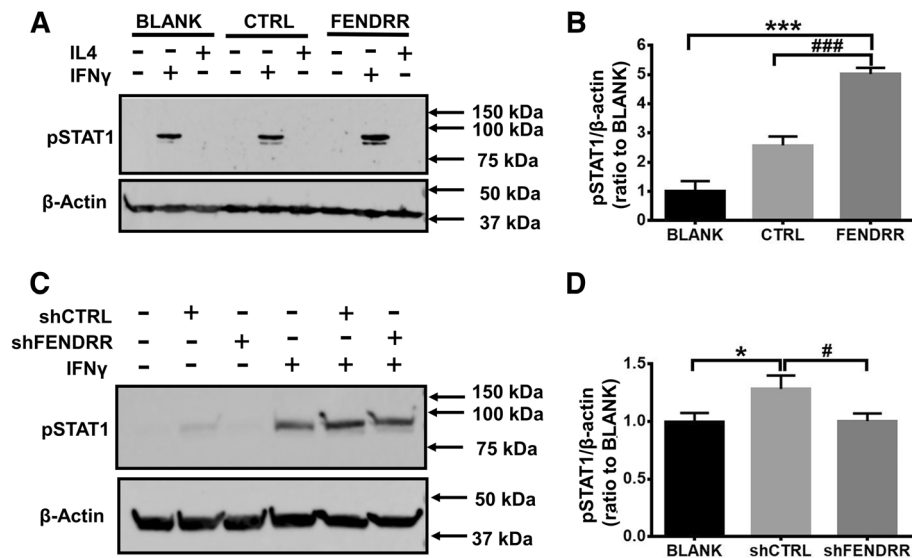 A
BLANK CTRL FENDRR
IL4 - - + - - + - - +
IFNγ - + - - + - - + -
pSTAT1
150 kDa
100 kDa
75 kDa
β-Actin
50 kDa
37 kDa
B
***
###
pSTAT1/β-actin
(ratio to BLANK)
6
5
4
3
2
1
0
BLANK CTRL FENDRR
C
shCTRL - + - - + -
shFENDRR - - + - - +
IFNγ - - - + + +
pSTAT1
150 kDa
100 kDa
75 kDa
β-Actin
50 kDa
37 kDa
D
* #
pSTAT1/β-actin
(ratio to BLANK)
1.5
1.0
0.5
0.0
BLANK shCTRL shFENDRR